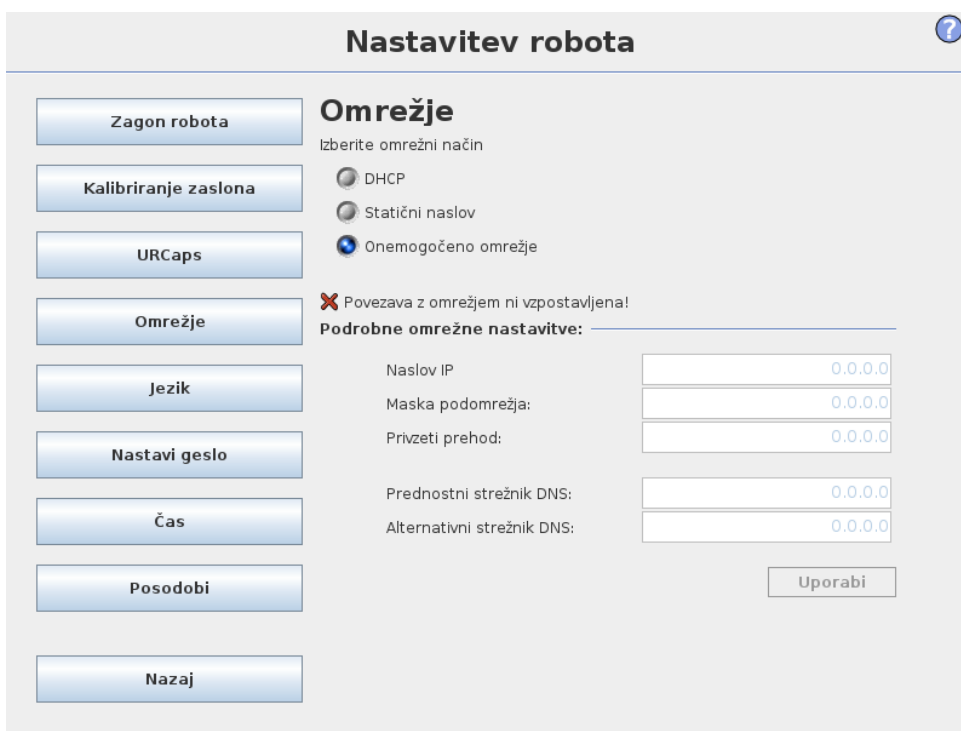 Nastavitev robota
?
Zagon robota
Kalibriranje zaslona
URCaps
Omrežje
Jezik
Nastavi geslo
Čas
Posodobi
Nazaj
Omrežje
Izberite omrežni način
DHCP
Statični naslov
Onemogočeno omrežje
Povezava z omrežjem ni vzpostavljena!
Podrobne omrežne nastavitve:
Naslov IP 0.0.0.0
Maska podomrežja: 0.0.0.0
Privzeti prehod: 0.0.0.0
Prednostni strežnik DNS: 0.0.0.0
Alternativni strežnik DNS: 0.0.0.0
Uporabi